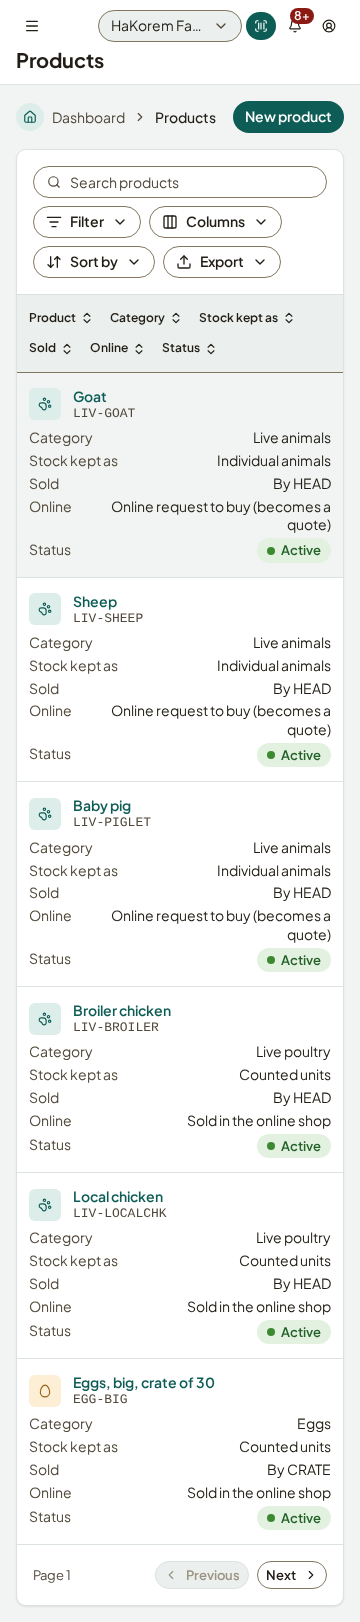 HaKorem Fa...
8+
Products
Dashboard > Products
New product
Search products
Filter
Columns
Sort by
Export
Product
Category
Stock kept as
Sold
Online
Status
Goat
LIV-GOAT
Category Live animals
Stock kept as Individual animals
Sold By HEAD
Online Online request to buy (becomes a
quote)
Status Active
Sheep
LIV-SHEEP
Category Live animals
Stock kept as Individual animals
Sold By HEAD
Online Online request to buy (becomes a
quote)
Status Active
Baby pig
LIV-PIGLET
Category Live animals
Stock kept as Individual animals
Sold By HEAD
Online Online request to buy (becomes a
quote)
Status Active
Broiler chicken
LIV-BROILER
Category Live poultry
Stock kept as Counted units
Sold By HEAD
Online Sold in the online shop
Status Active
Local chicken
LIV-LOCALCHK
Category Live poultry
Stock kept as Counted units
Sold By HEAD
Online Sold in the online shop
Status Active
Eggs, big, crate of 30
EGG-BIG
Category Eggs
Stock kept as Counted units
Sold By CRATE
Online Sold in the online shop
Status Active
Page 1
Previous
Next